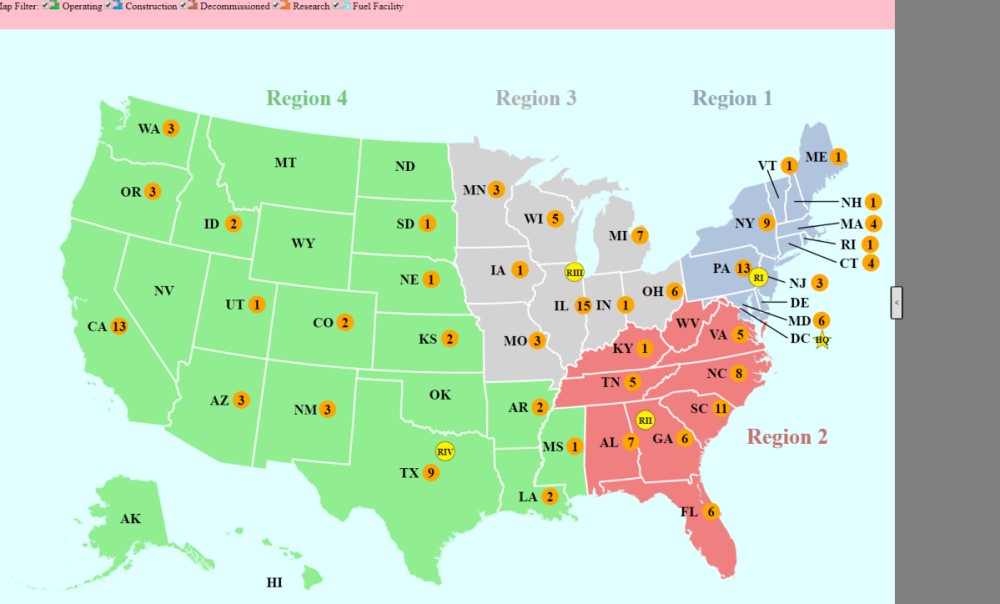 Map Filter: Operating Construction Decommissioned Research Fuel Facility
Region 4
Region 3
Region 1
WA 3
MT
ND
MN 3
VT 1
ME 1
OR 3
ID 2
SD 1
WI 5
MI 7
NY 9
NH 1
MA 4
RI 1
CT 4
WY
NE 1
IA 1
RIII
PA 13
RI
NJ 3
NV
UT 1
CO 2
KS 2
MO 3
IL 15
IN 1
OH 6
DE
MD 6
DC HQ
CA 13
WV
VA 5
KY 1
NC 8
TN 5
AZ 3
NM 3
OK
AR 2
SC 11
MS 1
AL 7
RII
GA 6
Region 2
RIV
TX 9
LA 2
FL 6
AK
HI
<